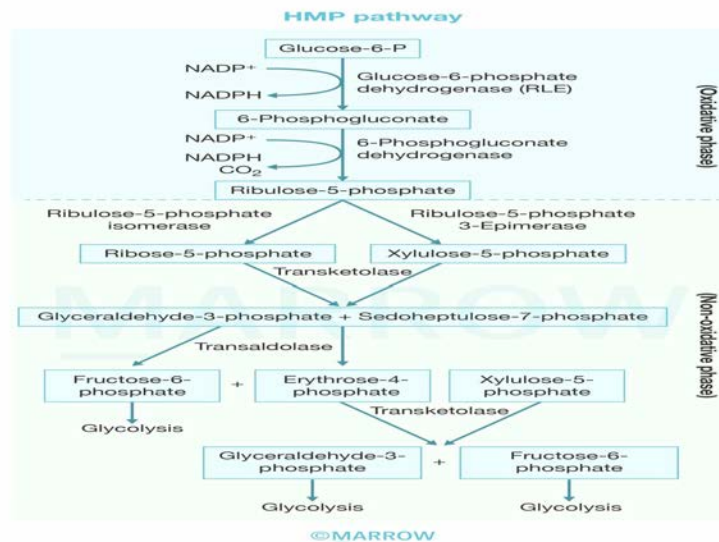 HMP pathway
Glucose-6-P
NADP+
Glucose-6-phosphate
dehydrogenase (RLE)
NADPH
6-Phosphogluconate
NADP+
6-Phosphogluconate
dehydrogenase
NADPH
CO₂
Ribulose-5-phosphate
(Oxidative phase)
Ribulose-5-phosphate
isomerase
Ribulose-5-phosphate
3-Epimerase
Ribose-5-phosphate
Xylulose-5-phosphate
Transketolase
MARROW
Glyceraldehyde-3-phosphate + Sedoheptulose-7-phosphate
Transaldolase
Fructose-6-
phosphate
+
Erythrose-4-
phosphate
Xylulose-5-
phosphate
Glycolysis
Transketolase
Glyceraldehyde-3-
phosphate
+
Fructose-6-
phosphate
Glycolysis
Glycolysis
(Non-oxidative phase)
©MARROW